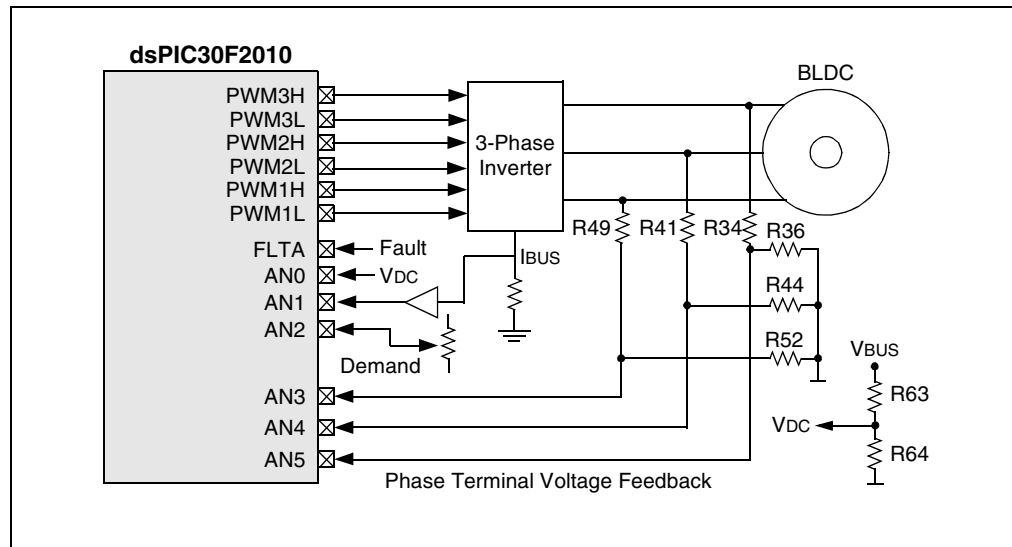 dsPIC30F2010
BLDC
PWM3H
PWM3L
PWM2H
PWM2L
PWM1H
PWM1L
3-Phase
Inverter
R49
R41
R34
R36
FLTA
Fault
IBUS
AN0
VDC
AN1
R44
AN2
Demand
R52
VBUS
R63
AN3
VDC
AN4
R64
AN5
Phase Terminal Voltage Feedback